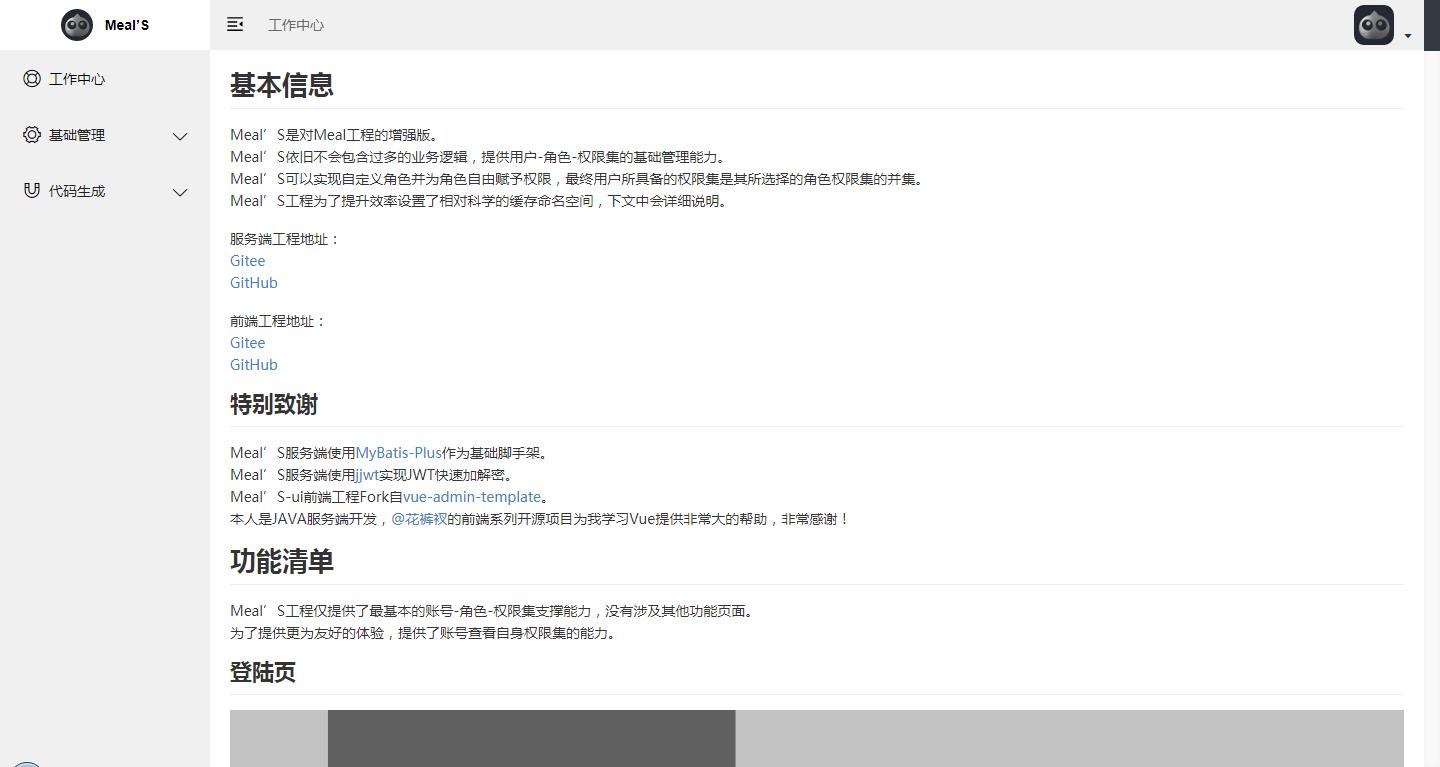 Meal’S
工作中心
工作中心
基础管理
代码生成
基本信息
Meal’S是对Meal工程的增强版。
Meal’S依旧不会包含过多的业务逻辑，提供用户-角色-权限集的基础管理能力。
Meal’S可以实现自定义角色并为角色自由赋予权限，最终用户所具备的权限集是其所选择的角色权限集的并集。
Meal’S工程为了提升效率设置了相对科学的缓存命名空间，下文中会详细说明。
服务端工程地址：
Gitee
GitHub
前端工程地址：
Gitee
GitHub
特别致谢
Meal’S服务端使用MyBatis-Plus作为基础脚手架。
Meal’S服务端使用jjwt实现JWT快速加解密。
Meal’S-ui前端工程Fork自vue-admin-template。
本人是JAVA服务端开发，@花裤衩的前端系列开源项目为我学习Vue提供非常大的帮助，非常感谢！
功能清单
Meal’S工程仅提供了最基本的账号-角色-权限集支撑能力，没有涉及其他功能页面。
为了提供更为友好的体验，提供了账号查看自身权限集的能力。
登陆页